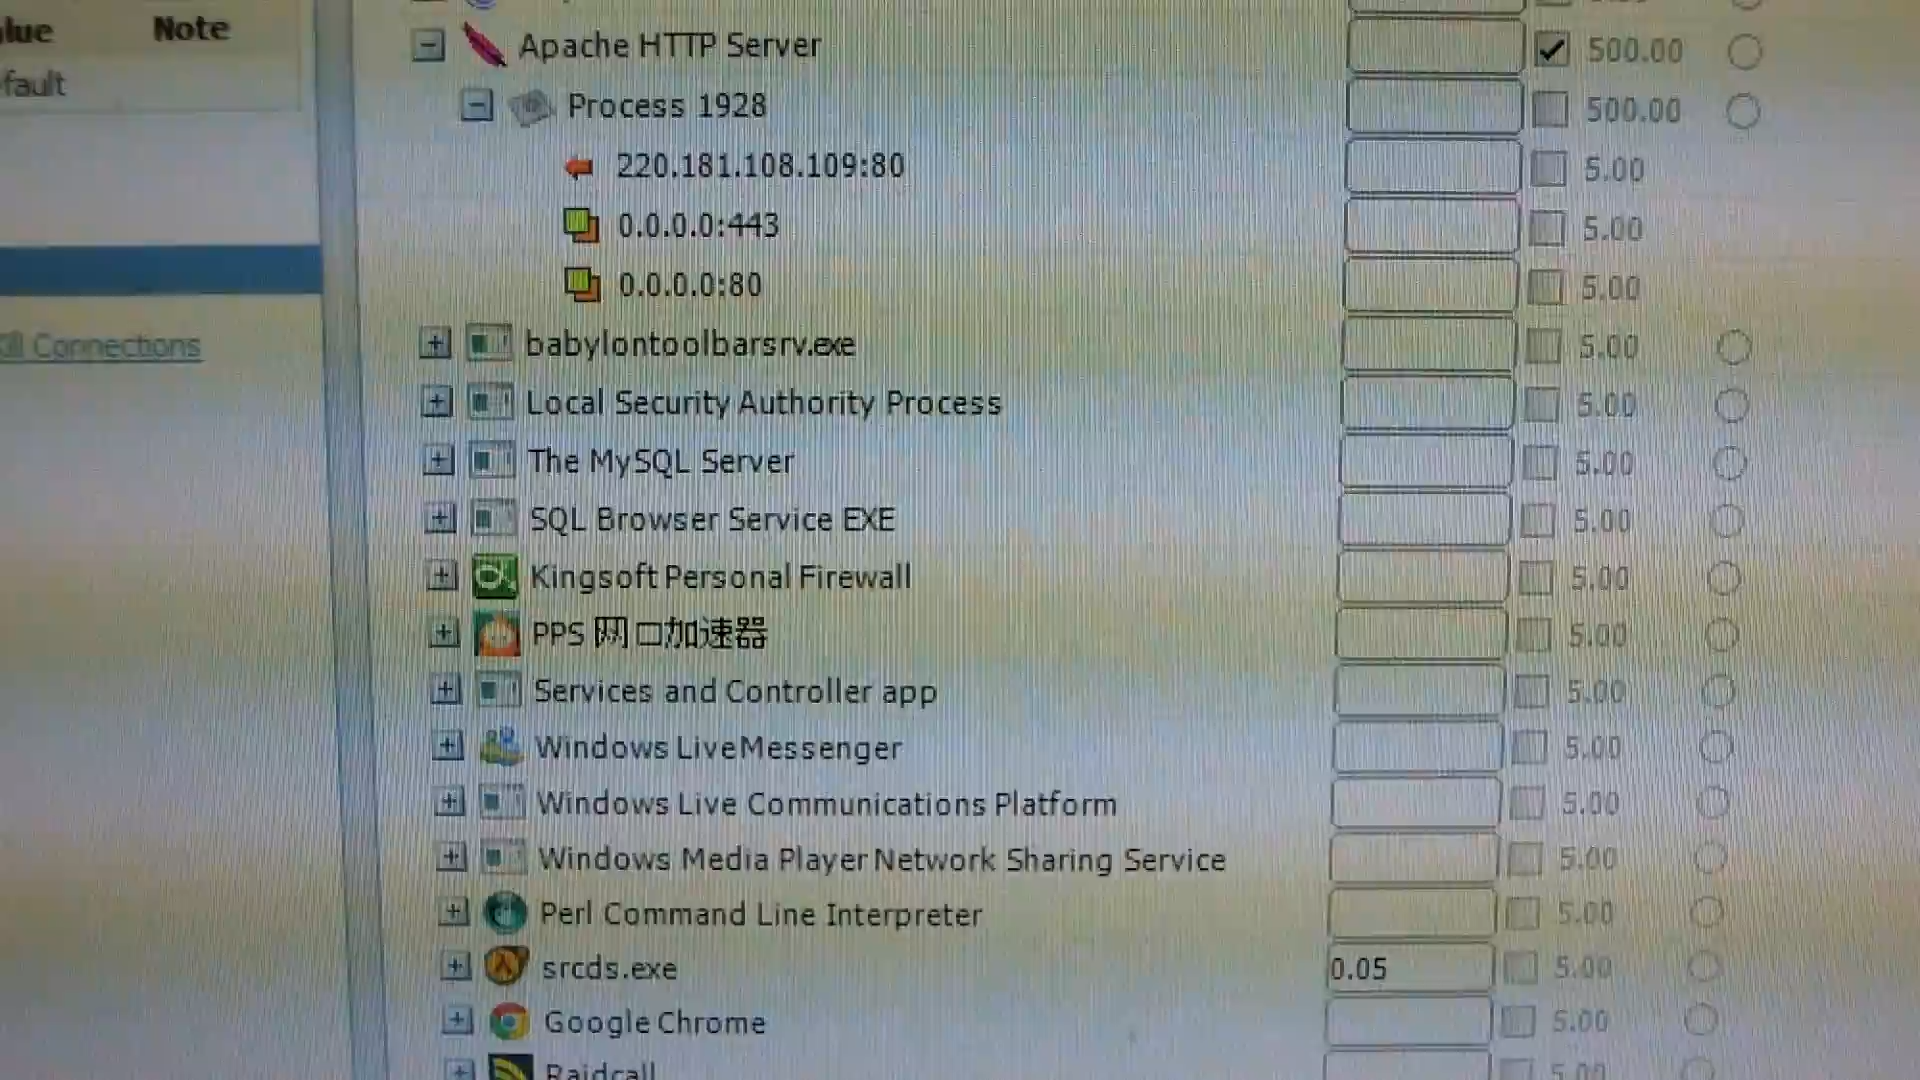 Note
Apache HTTP Server 500.00
Process 1928 500.00
220.181.108.109:80 5.00
0.0.0.0:443 5.00
0.0.0.0:80 5.00
babylontoolbarsrv.exe 5.00
Connections
Local Security Authority Process 5.00
The MySQL Server 5.00
SQL Browser Service EXE 5.00
Kingsoft Personal Firewall 5.00
PPS 网口加速器 5.00
Services and Controller app 5.00
Windows Live Messenger 5.00
Windows Live Communications Platform 5.00
Windows Media Player Network Sharing Service 5.00
Perl Command Line Interpreter 5.00
srcds.exe 0.05 5.00
Google Chrome 5.00
Raidcall 5.00